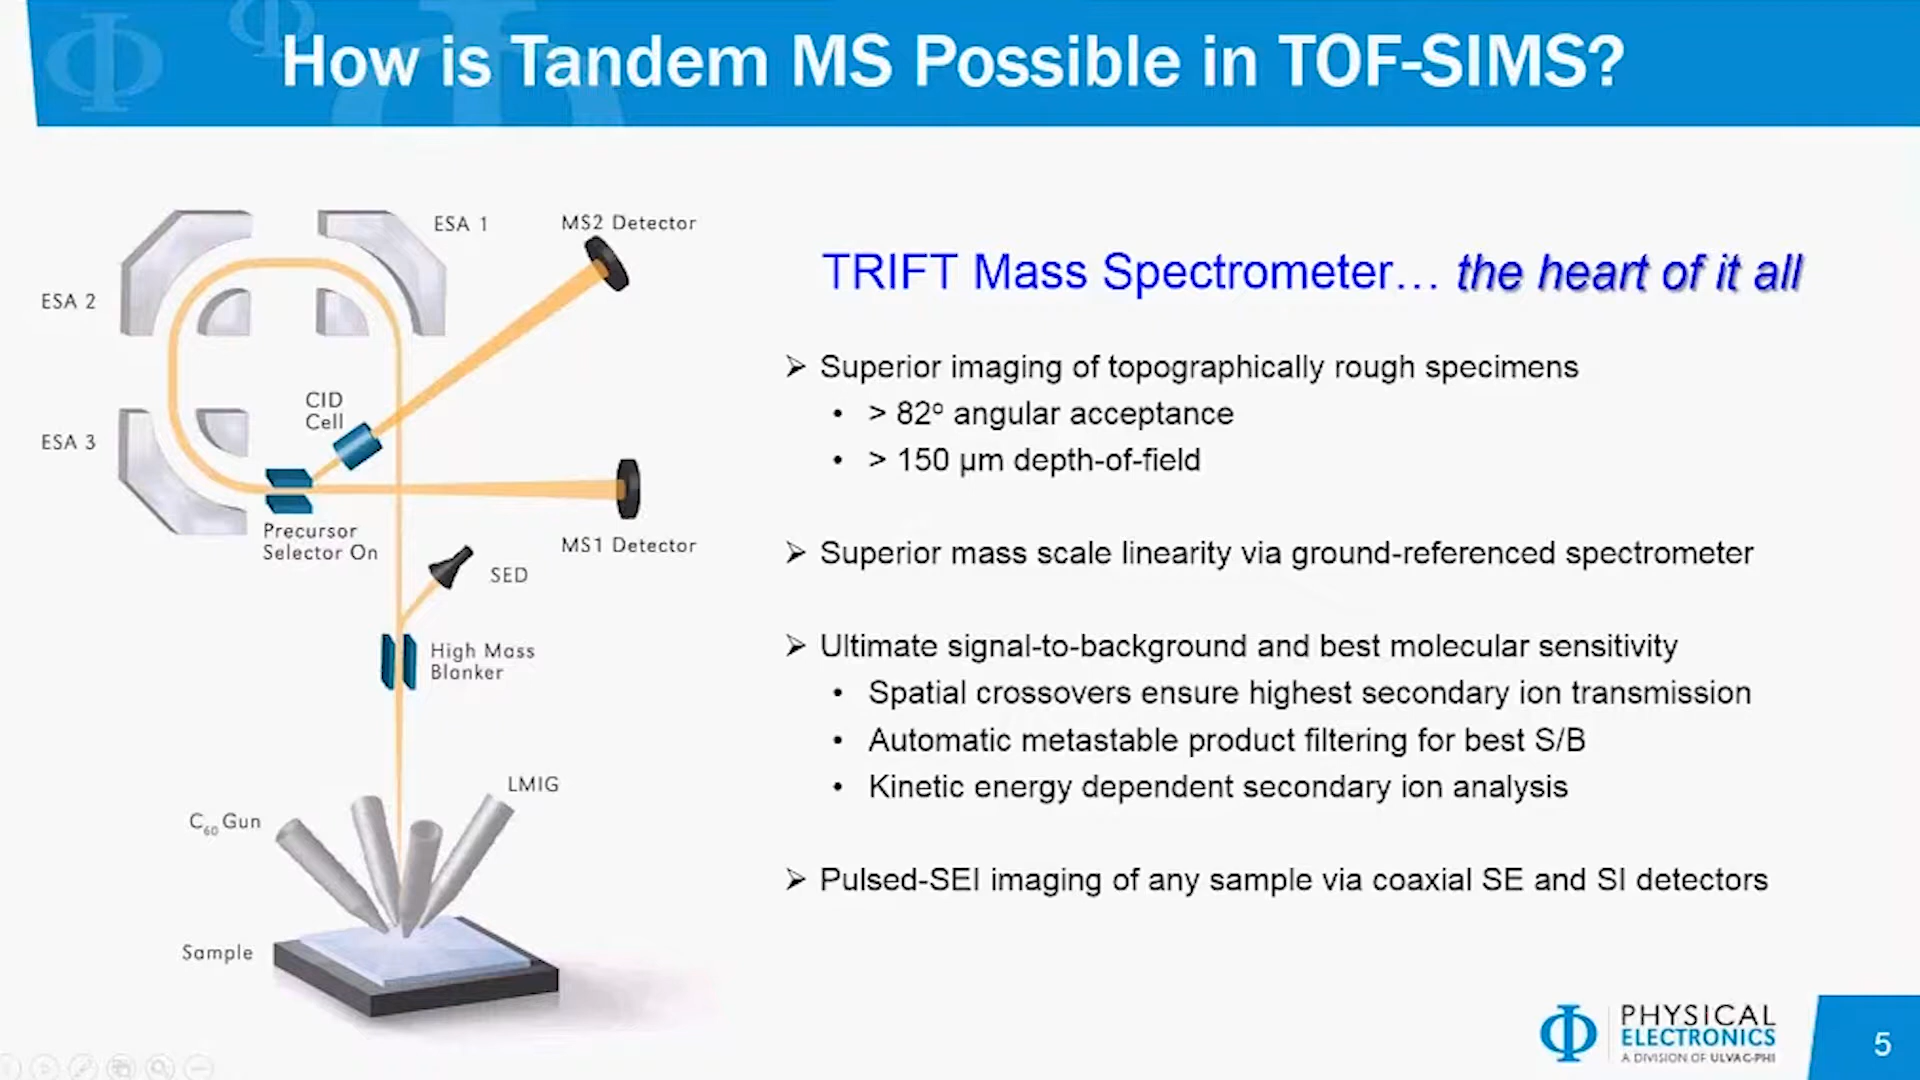 How is Tandem MS Possible in TOF-SIMS?
ESA 1
MS2 Detector
ESA 2
CID
Cell
ESA 3
Precursor
Selector On
MS1 Detector
SED
High Mass
Blanker
LMIG
C60 Gun
Sample
TRIFT Mass Spectrometer… the heart of it all
➢ Superior imaging of topographically rough specimens
• > 82º angular acceptance
• > 150 µm depth-of-field
➢ Superior mass scale linearity via ground-referenced spectrometer
➢ Ultimate signal-to-background and best molecular sensitivity
• Spatial crossovers ensure highest secondary ion transmission
• Automatic metastable product filtering for best S/B
• Kinetic energy dependent secondary ion analysis
➢ Pulsed-SEI imaging of any sample via coaxial SE and SI detectors
PHYSICAL
ELECTRONICS
A DIVISION OF ULVAC-PHI
5